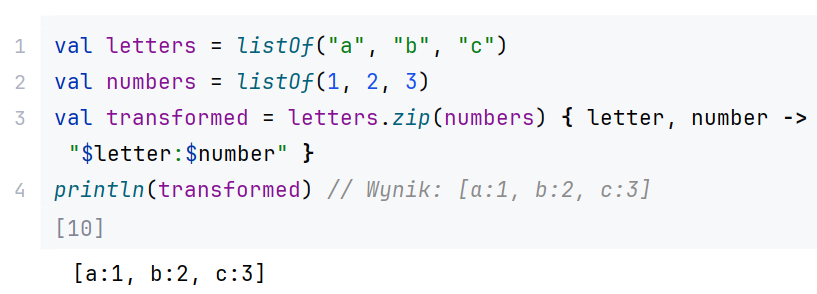 1 val letters = listOf("a", "b", "c")
2 val numbers = listOf(1, 2, 3)
3 val transformed = letters.zip(numbers) { letter, number ->
"$letter:$number" }
4 println(transformed) // Wynik: [a:1, b:2, c:3]
[10]
[a:1, b:2, c:3]